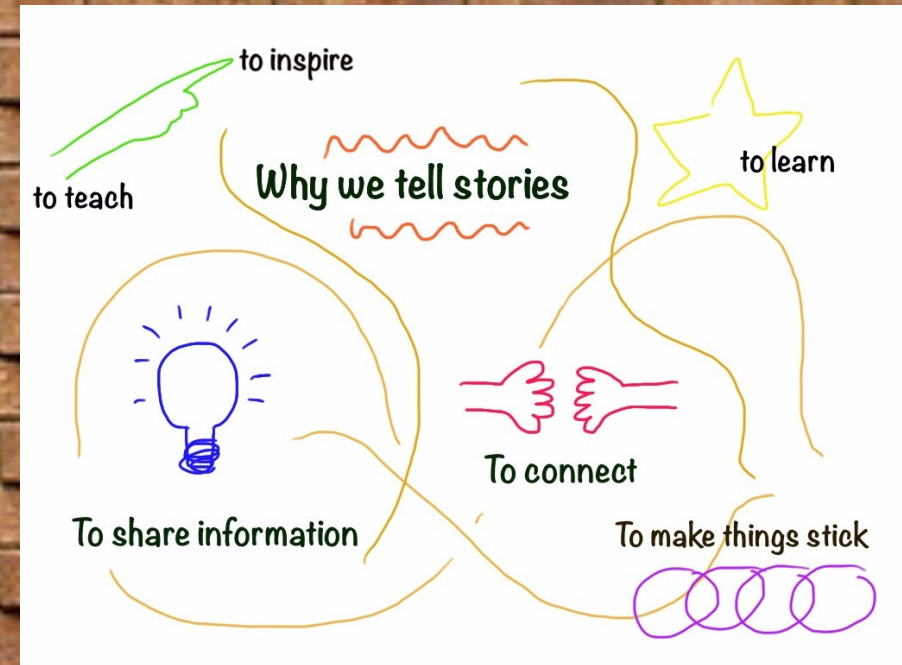 to inspire
to teach
Why we tell stories
to learn
To connect
To share information
To make things stick